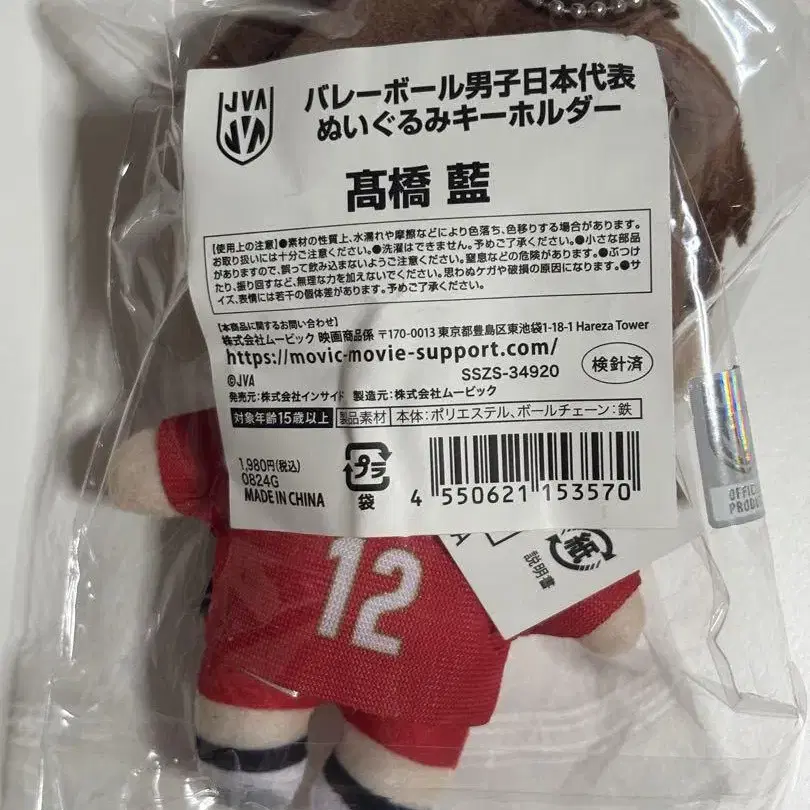 JVA
JVA
バレーボール男子日本代表
ぬいぐるみキーホルダー
髙橋 藍
【使用上の注意】●素材の性質上、水濡れや摩擦などにより色落ち、色移りする場合があります。
お取り扱いには十分ご注意ください。●洗濯はできません。予めご了承ください。●小さな部品
がありますので、誤って飲み込まないようご注意ください。窒息などの危険があります。●ぶつけ
たり、振り回すなど、無理な力を加えないでください。思わぬケガや破損の原因になります。●サ
イズ、表情には若干の個体差があります。予めご了承ください。
【本商品に関するお問い合わせ】
株式会社ムービック 映画商品係 〒170-0013 東京都豊島区東池袋1-18-1 Hareza Tower
https://movic-movie-support.com/
©JVA
SSZS-34920
検針済
発売元：株式会社インサイド 製造元：株式会社ムービック
対象年齢15歳以上 製品素材 本体：ポリエステル、ボールチェーン：鉄
1,980円(税込)
0824G
MADE IN CHINA
プラ
袋
4 550621 153570
紙
説明書
12